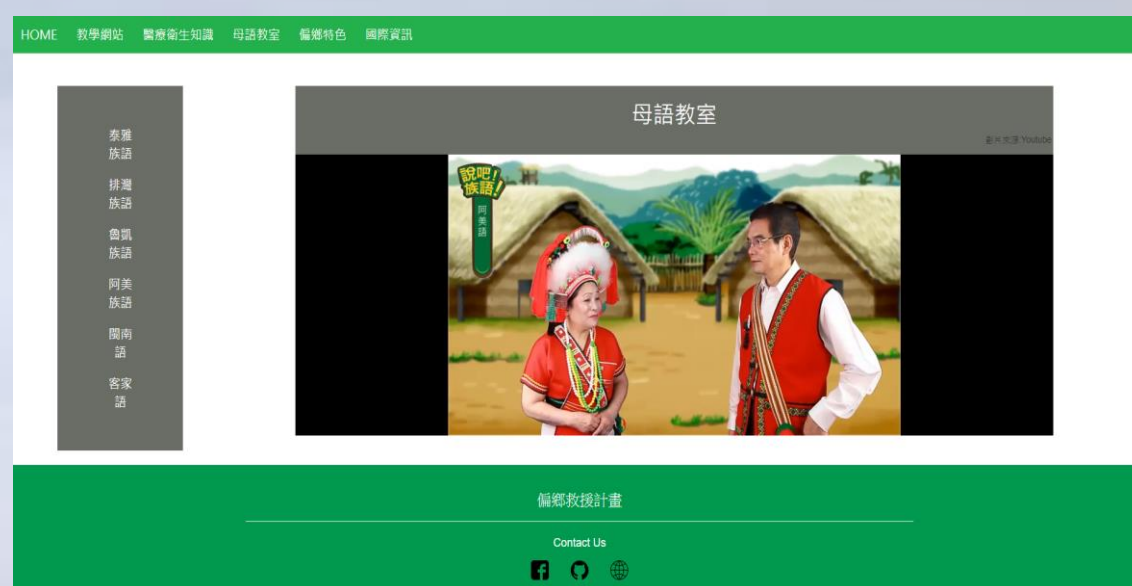 HOME 教學網站 醫療衛生知識 母語教室 偏鄉特色 國際資訊
泰雅
族語
排灣
族語
魯凱
族語
阿美
族語
閩南
語
客家
語
母語教室
影片來源:Youtube
說吧!
族語!
阿美語
偏鄉救援計畫
Contact Us